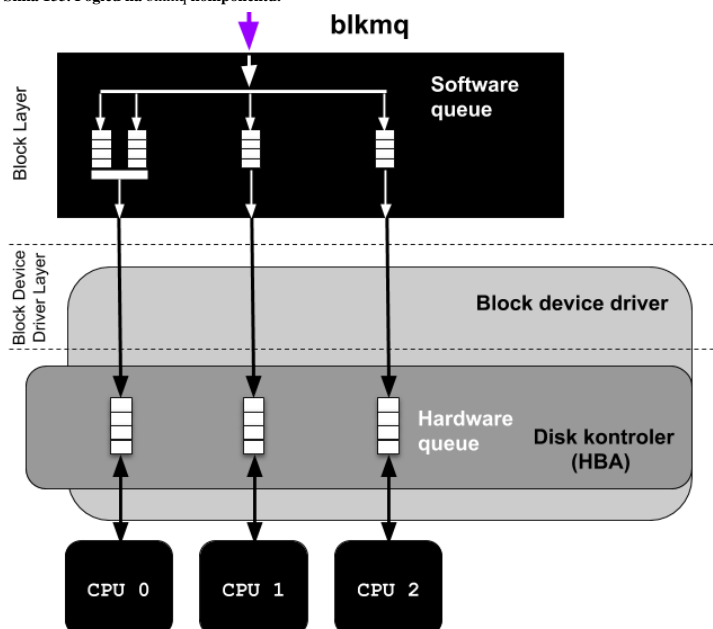 blkmq
Software
queue
Block Layer
Block Device
Driver Layer
Block device driver
Hardware
queue
Disk kontroler
(HBA)
CPU 0
CPU 1
CPU 2